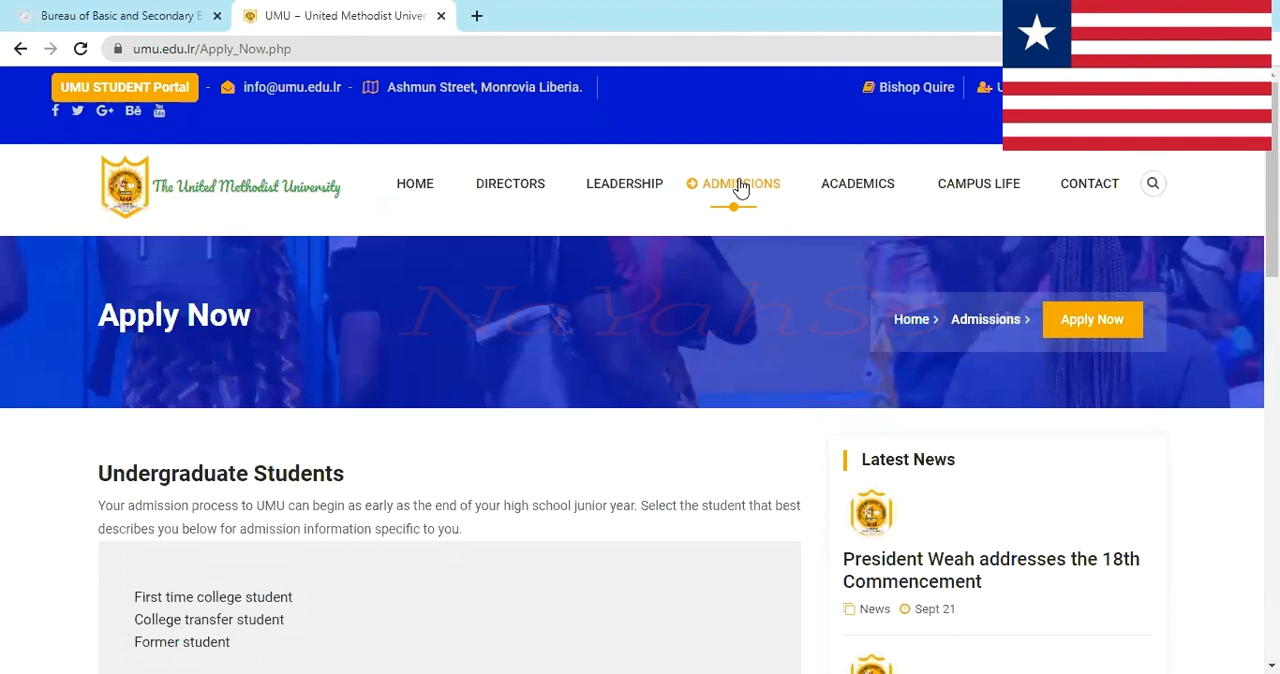 Bureau of Basic and Secondary E
UMU – United Methodist Univer
umu.edu.lr/Apply_Now.php
UMU STUDENT Portal - info@umu.edu.lr - Ashmun Street, Monrovia Liberia.
Bishop Quire
U
The United Methodist University
HOME DIRECTORS LEADERSHIP ADMISSIONS ACADEMICS CAMPUS LIFE CONTACT
Apply Now
Home > Admissions > Apply Now
NaYahS
Undergraduate Students
Your admission process to UMU can begin as early as the end of your high school junior year. Select the student that best
describes you below for admission information specific to you.
First time college student
College transfer student
Former student
Latest News
President Weah addresses the 18th
Commencement
News Sept 21